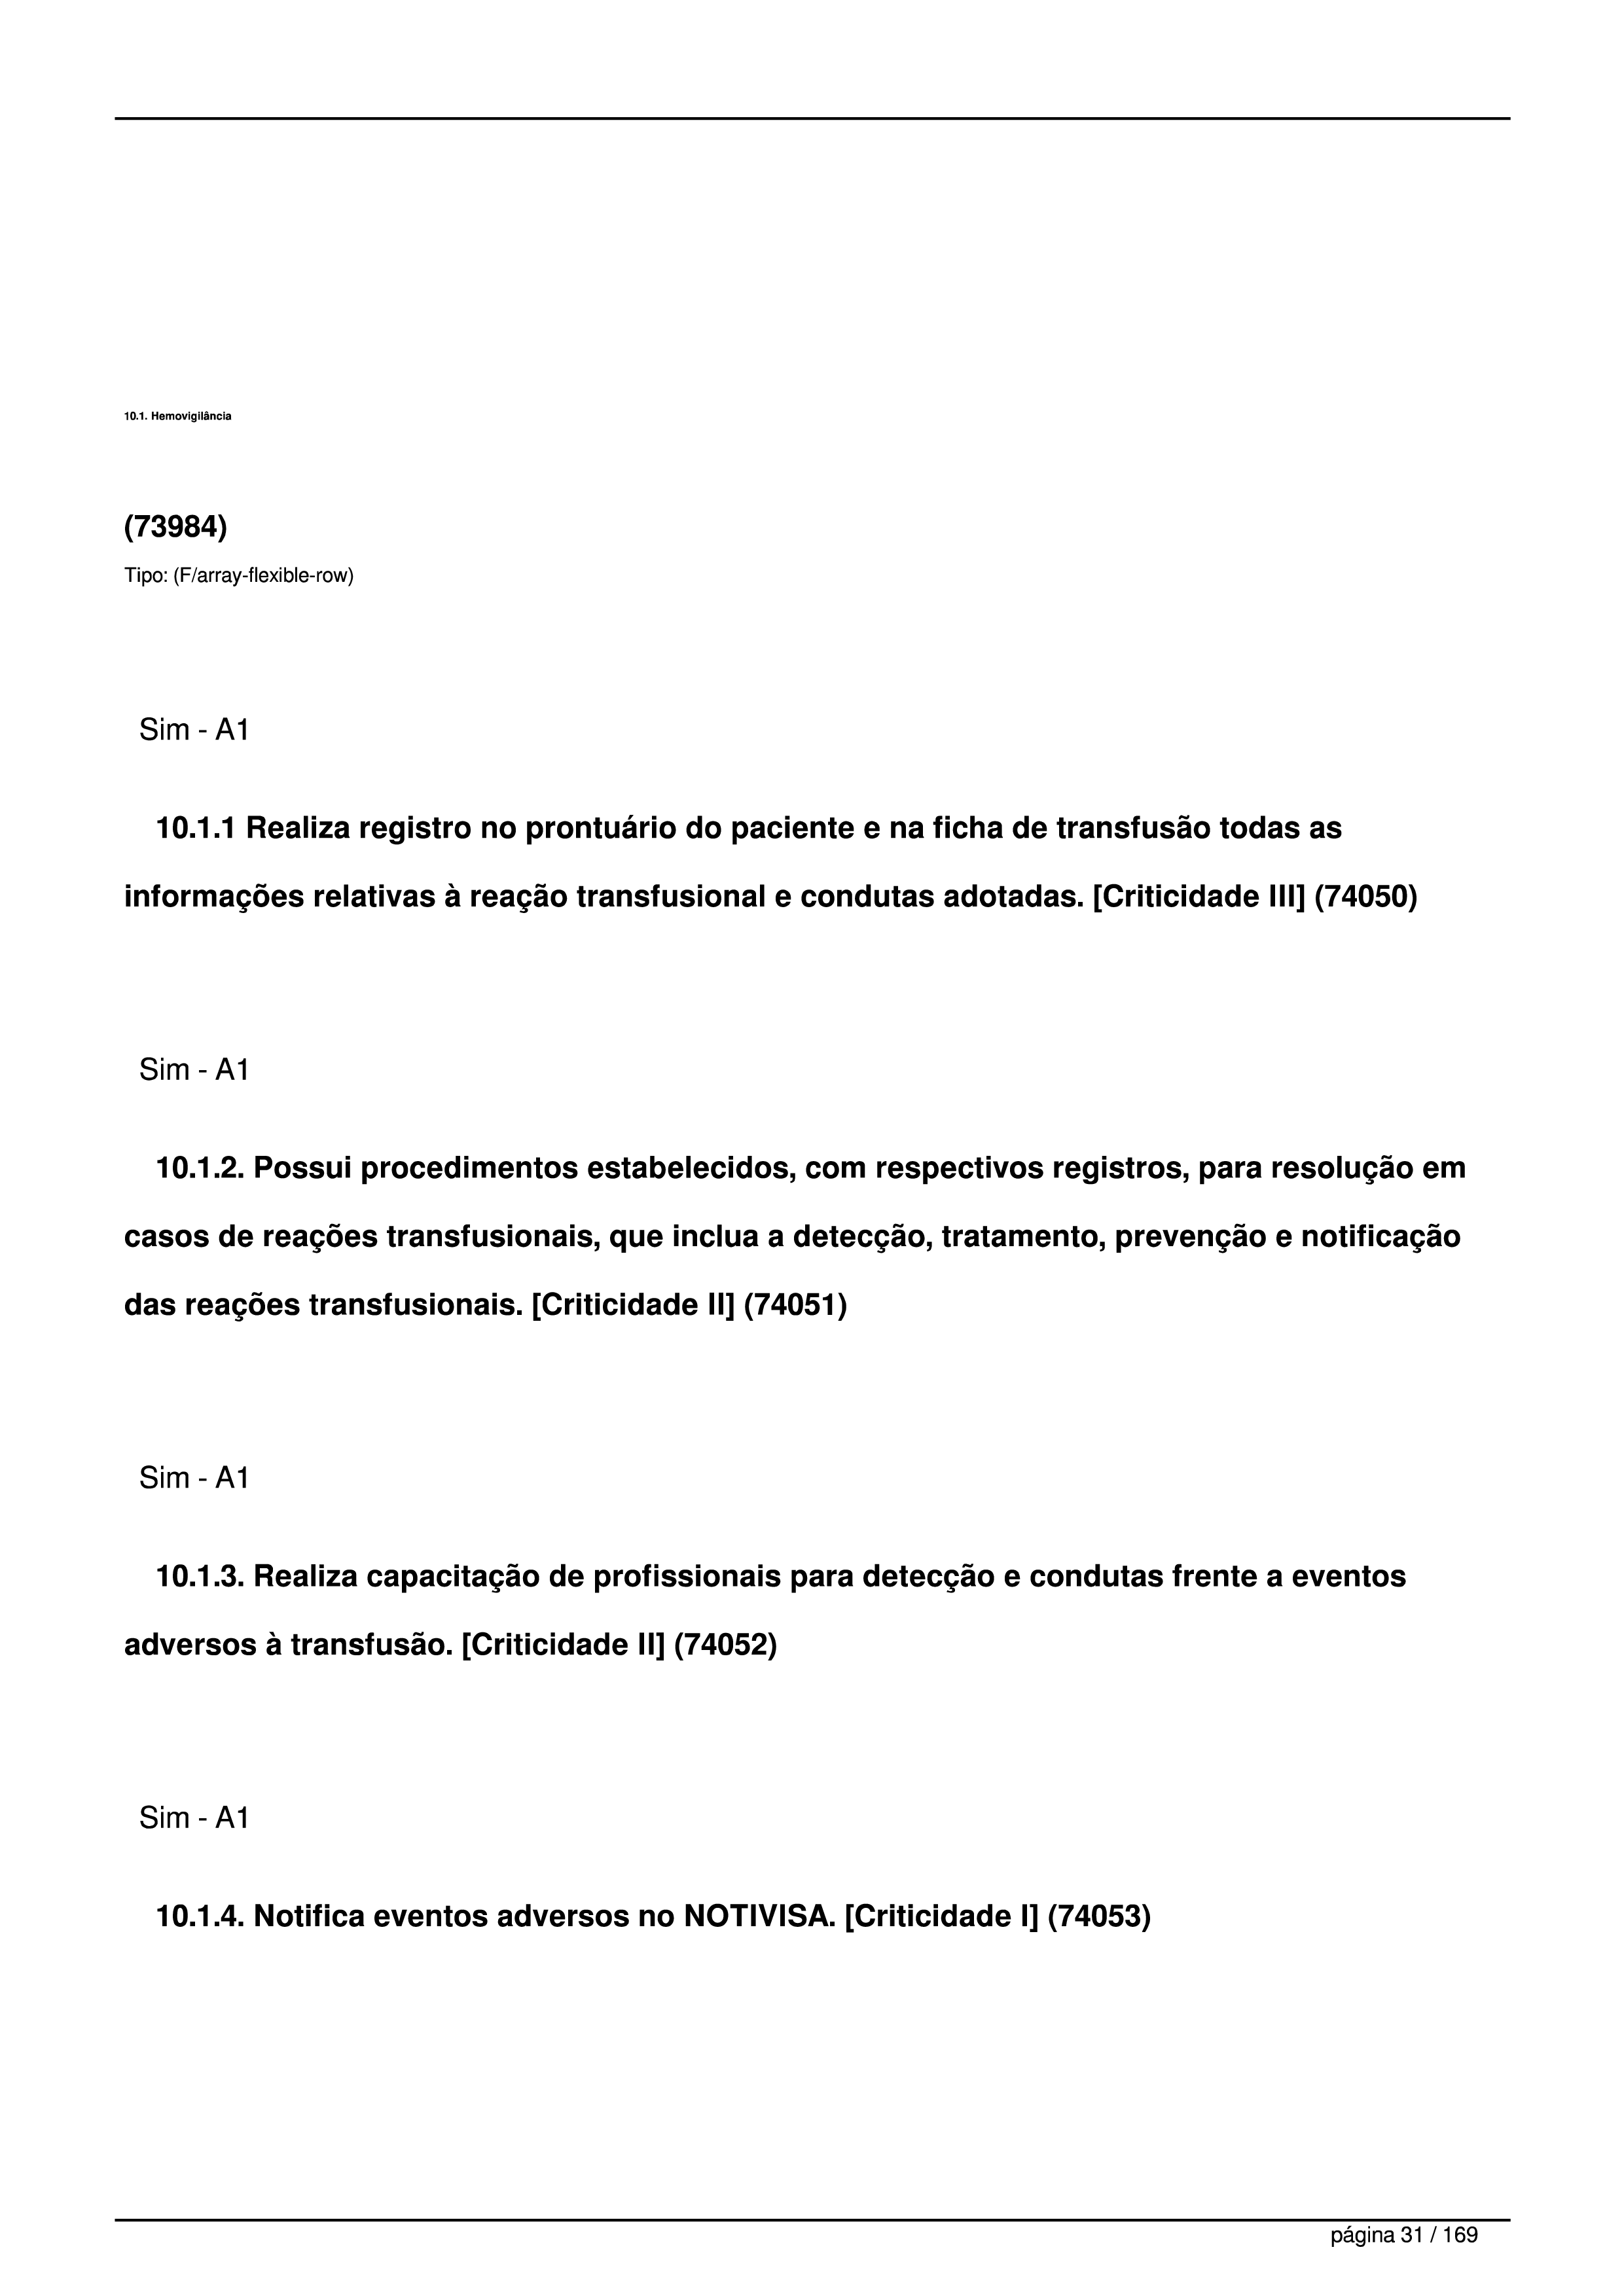 10.1. Hemovigilância
(73984)
Tipo: (F/array-flexible-row)
Sim - A1
10.1.1 Realiza registro no prontuário do paciente e na ficha de transfusão todas as
informações relativas à reação transfusional e condutas adotadas. [Criticidade III] (74050)
Sim - A1
10.1.2. Possui procedimentos estabelecidos, com respectivos registros, para resolução em
casos de reações transfusionais, que inclua a detecção, tratamento, prevenção e notificação
das reações transfusionais. [Criticidade II] (74051)
Sim - A1
10.1.3. Realiza capacitação de profissionais para detecção e condutas frente a eventos
adversos à transfusão. [Criticidade II] (74052)
Sim - A1
10.1.4. Notifica eventos adversos no NOTIVISA. [Criticidade I] (74053)
página 31 / 169